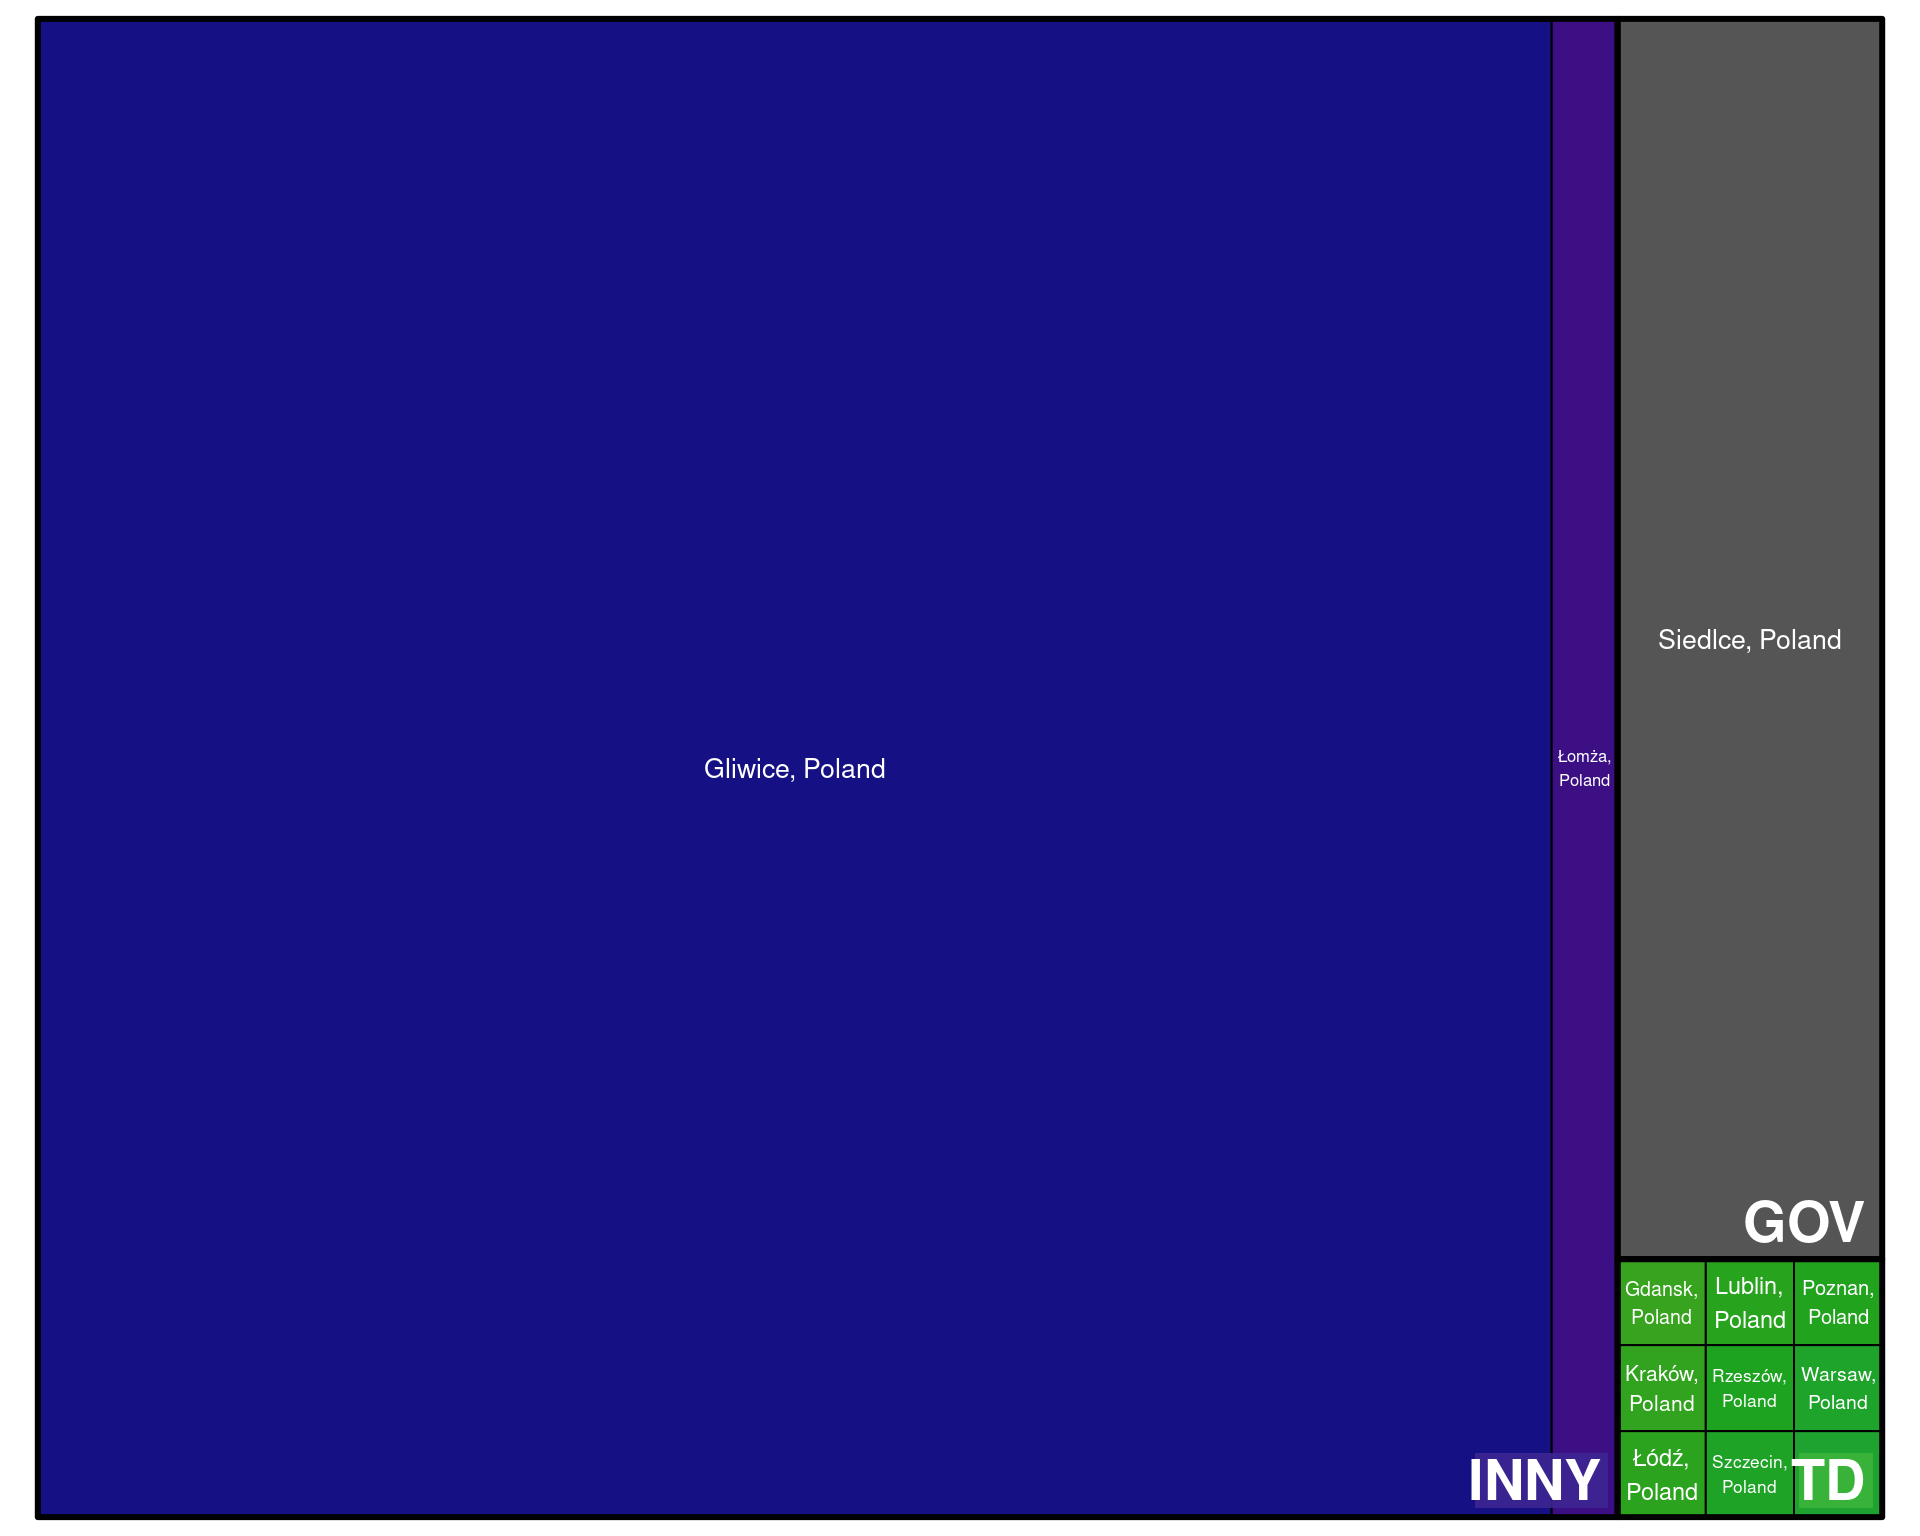 Gliwice, Poland
Łomża,
Poland
INNY
Siedlce, Poland
GOV
Gdansk,
Poland
Lublin,
Poland
Poznan,
Poland
Kraków,
Poland
Rzeszów,
Poland
Warsaw,
Poland
Łódź,
Poland
Szczecin,
Poland
TD